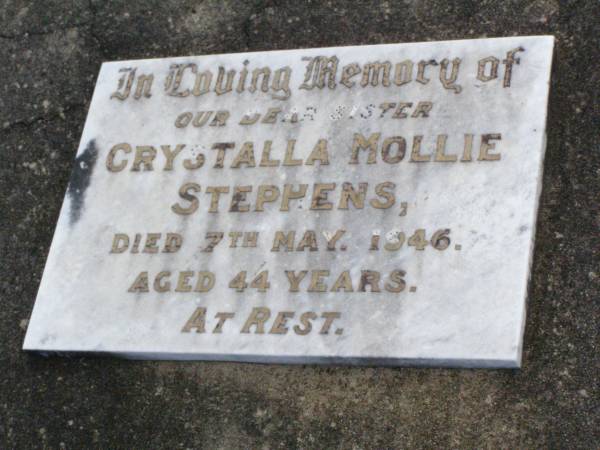 In Loving Memory of
OUR DEAR SISTER
CRYSTALLA MOLLIE
STEPHENS,
DIED 7TH MAY. 1946.
AGED 44 YEARS.
AT REST.